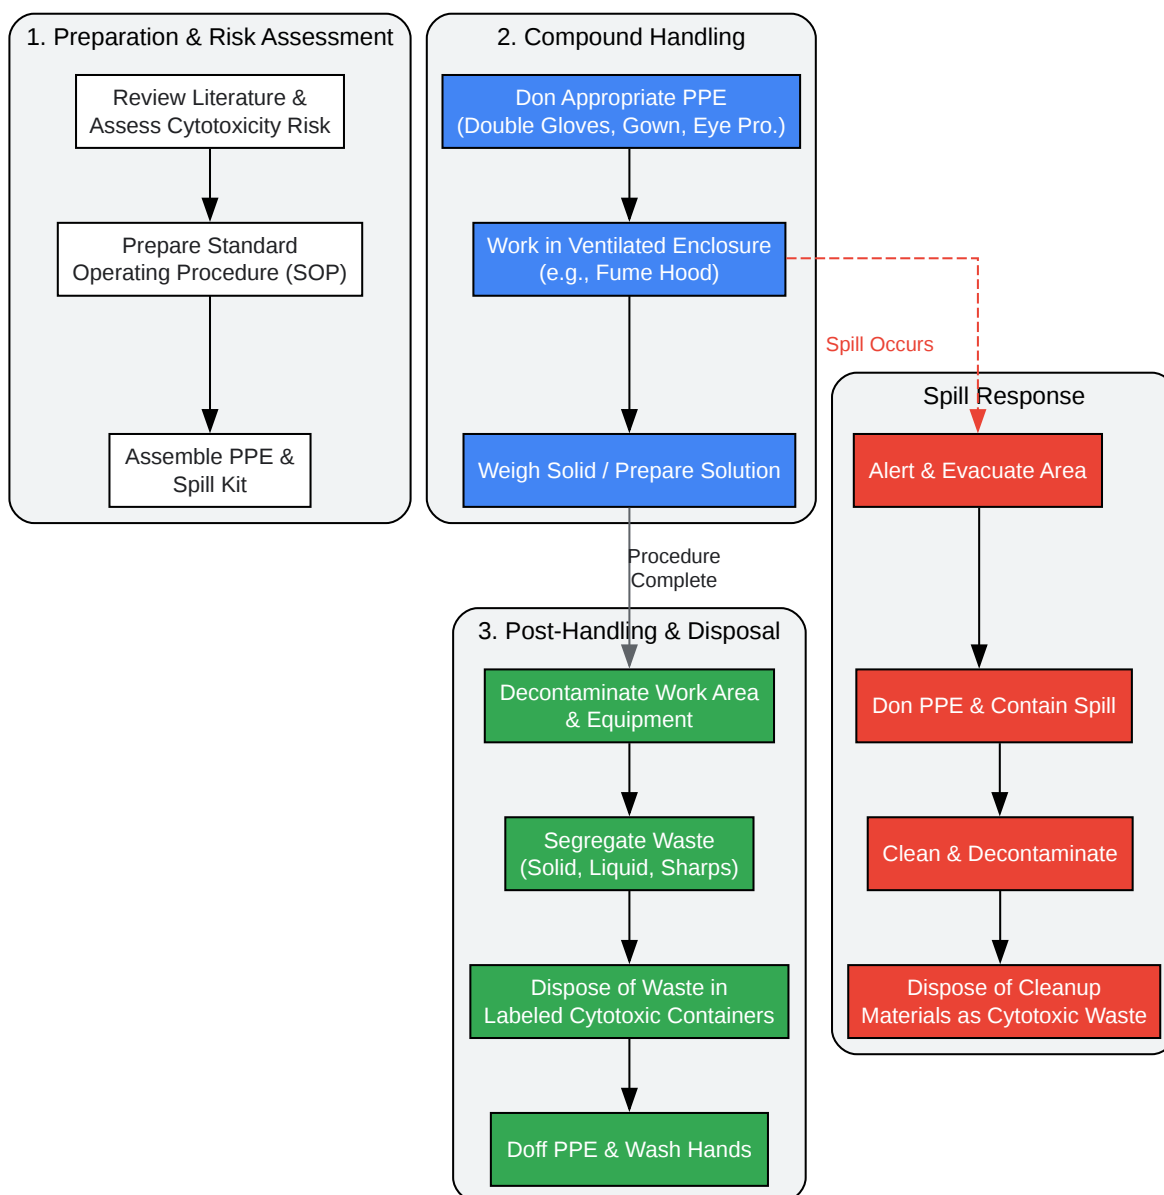 1. Preparation & Risk Assessment
Review Literature &
Assess Cytotoxicity Risk
Prepare Standard
Operating Procedure (SOP)
Assemble PPE &
Spill Kit
2. Compound Handling
Don Appropriate PPE
(Double Gloves, Gown, Eye Pro.)
Work in Ventilated Enclosure
(e.g., Fume Hood)
Weigh Solid / Prepare Solution
Spill Occurs
Procedure
Complete
3. Post-Handling & Disposal
Decontaminate Work Area
& Equipment
Segregate Waste
(Solid, Liquid, Sharps)
Dispose of Waste in
Labeled Cytotoxic Containers
Doff PPE & Wash Hands
Spill Response
Alert & Evacuate Area
Don PPE & Contain Spill
Clean & Decontaminate
Dispose of Cleanup
Materials as Cytotoxic Waste